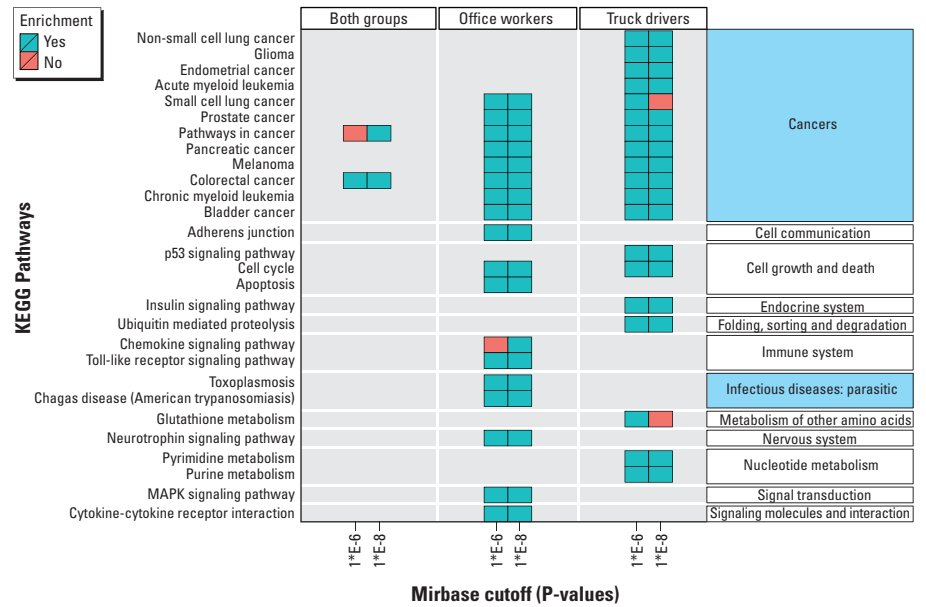 Enrichment
Yes
No
Both groups
Office workers
Truck drivers
KEGG Pathways
Non-small cell lung cancer
Glioma
Endometrial cancer
Acute myeloid leukemia
Small cell lung cancer
Prostate cancer
Pathways in cancer
Pancreatic cancer
Melanoma
Colorectal cancer
Chronic myeloid leukemia
Bladder cancer
Cancers
Adherens junction
Cell communication
p53 signaling pathway
Cell cycle
Apoptosis
Cell growth and death
Insulin signaling pathway
Endocrine system
Ubiquitin mediated proteolysis
Folding, sorting and degradation
Chemokine signaling pathway
Toll-like receptor signaling pathway
Immune system
Toxoplasmosis
Chagas disease (American trypanosomiasis)
Infectious diseases: parasitic
Glutathione metabolism
Metabolism of other amino acids
Neurotrophin signaling pathway
Nervous system
Pyrimidine metabolism
Purine metabolism
Nucleotide metabolism
MAPK signaling pathway
Signal transduction
Cytokine-cytokine receptor interaction
Signaling molecules and interaction
1*E-6
1*E-8
1*E-6
1*E-8
1*E-6
1*E-8
Mirbase cutoff (P-values)